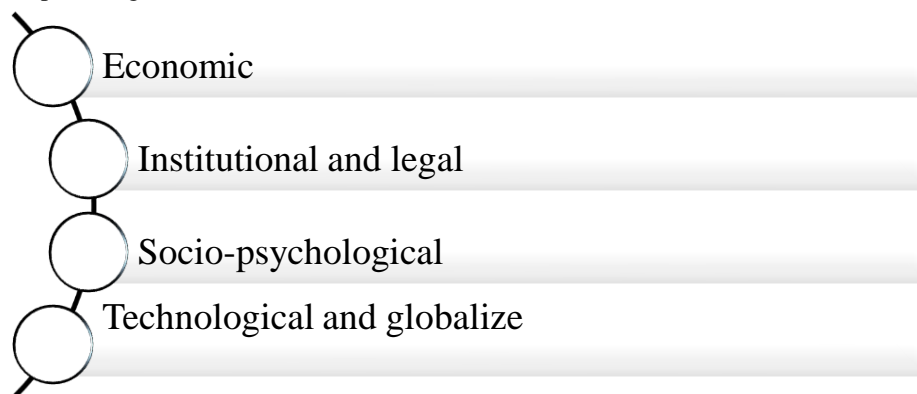 Economic
Institutional and legal
Socio-psychological
Technological and globalize